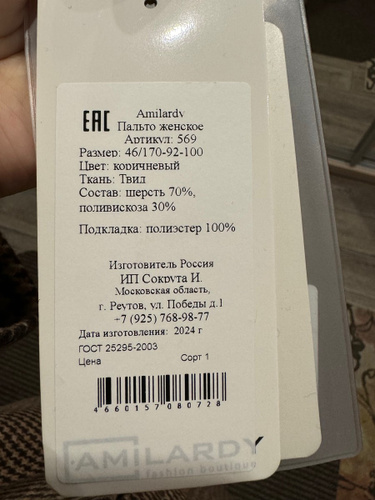 EAC
Amilardy
Пальто женское
Артикул: 569
Размер: 46/170-92-100
Цвет: коричневый
Ткань: Твид
Состав: шерсть 70%,
поливискоза 30%
Подкладка: полиэстер 100%
Изготовитель Россия
ИП Сокрута И.
Московская область,
г. Реутов, ул. Победы д.1
+7 (925) 768-98-77
Дата изготовления: 2024 г
ГОСТ 25295-2003
Цена Сорт 1
4660157080728
AMILARDY
fashion boutique